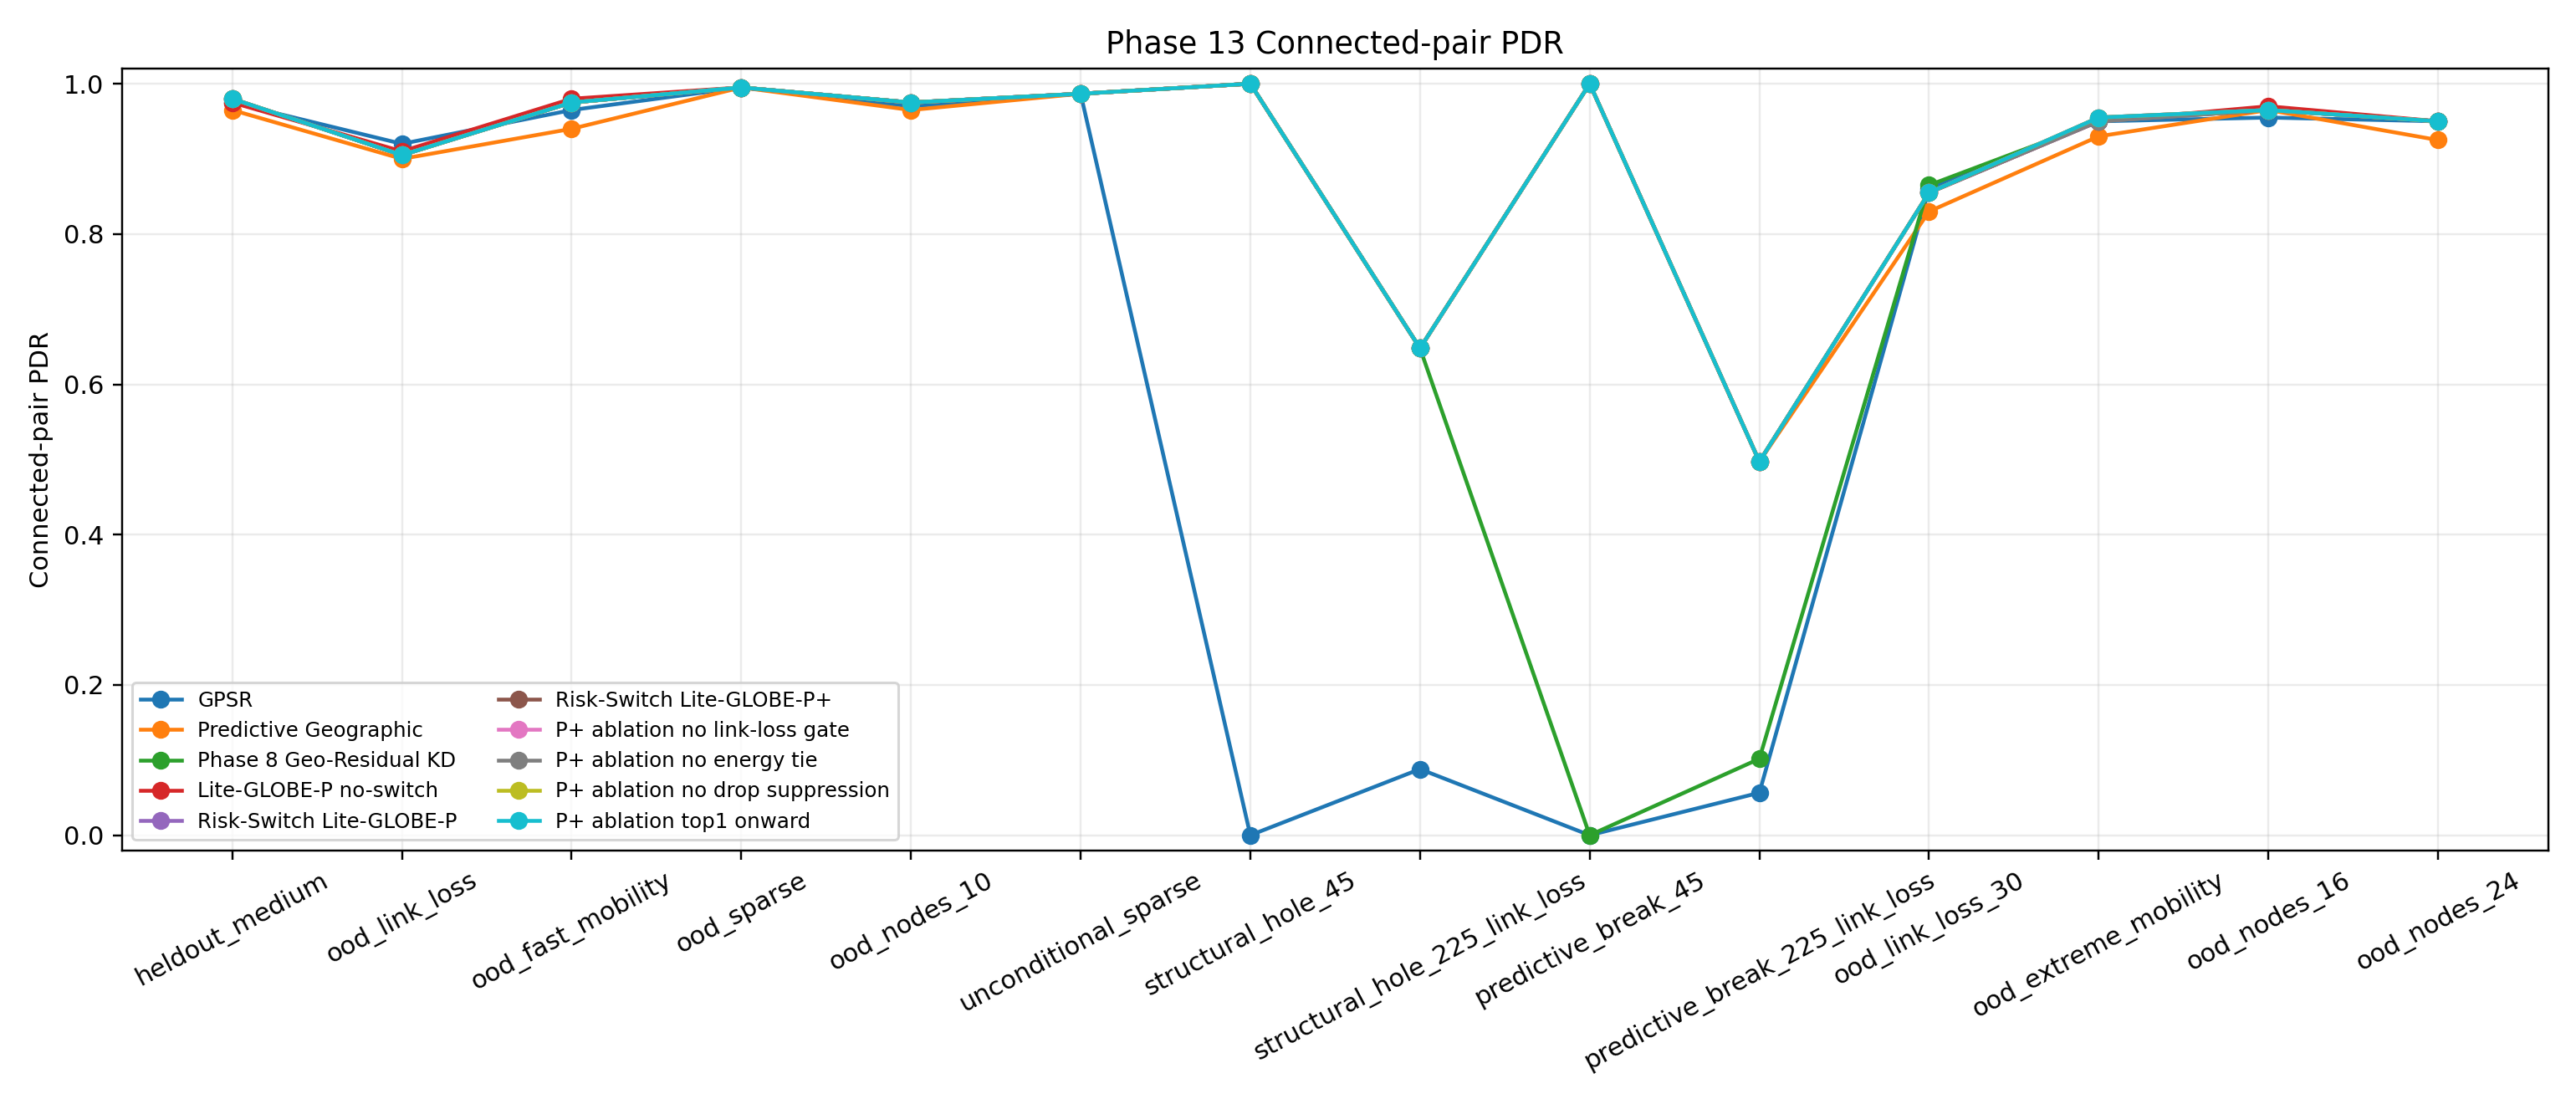 Phase 13 Connected-pair PDR
Connected-pair PDR
1.0
0.8
0.6
0.4
0.2
0.0
GPSR
Predictive Geographic
Phase 8 Geo-Residual KD
Lite-GLOBE-P no-switch
Risk-Switch Lite-GLOBE-P
Risk-Switch Lite-GLOBE-P+
P+ ablation no link-loss gate
P+ ablation no energy tie
P+ ablation no drop suppression
P+ ablation top1 onward
heldout_medium
ood_link_loss
ood_fast_mobility
ood_sparse
ood_nodes_10
unconditional_sparse
structural_hole_45
structural_hole_225_link_loss
predictive_break_45
predictive_break_225_link_loss
ood_link_loss_30
ood_extreme_mobility
ood_nodes_16
ood_nodes_24